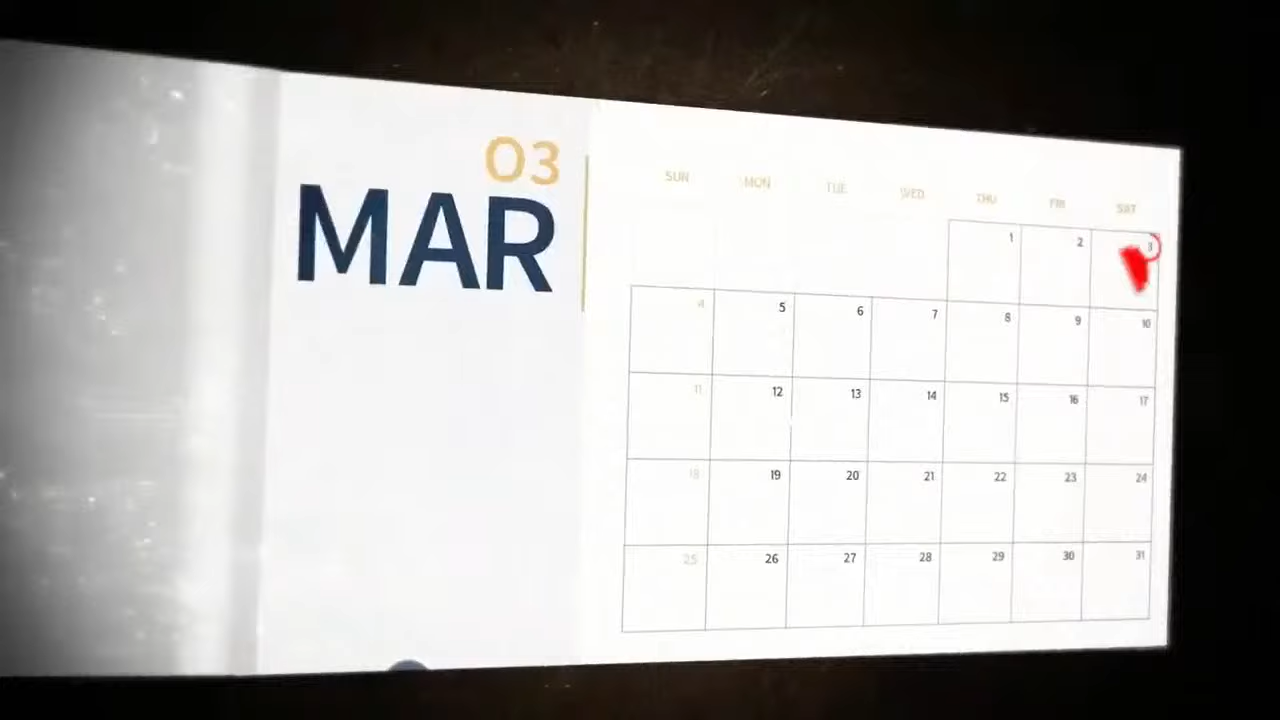 03
MAR
SUN MON TUE WED THU FRI SAT
1 2 3
4 5 6 7 8 9 10
11 12 13 14 15 16 17
18 19 20 21 22 23 24
25 26 27 28 29 30 31